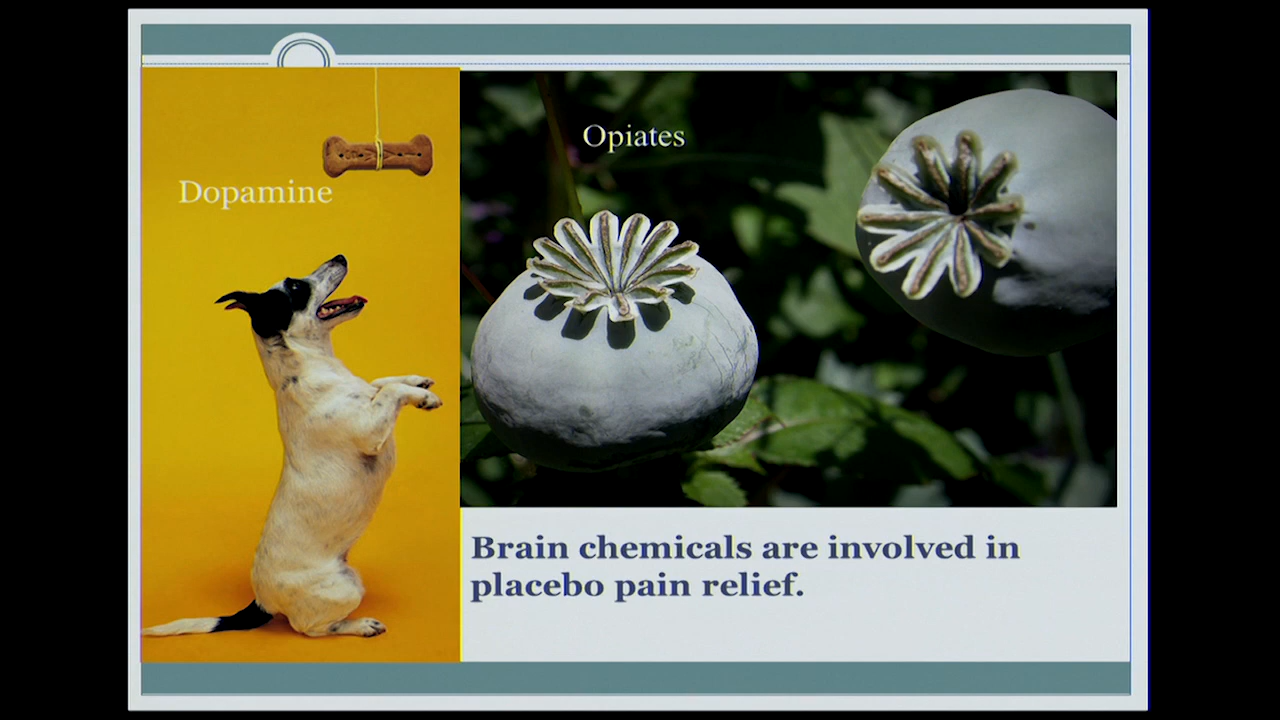 Dopamine
Opiates
Brain chemicals are involved in
placebo pain relief.